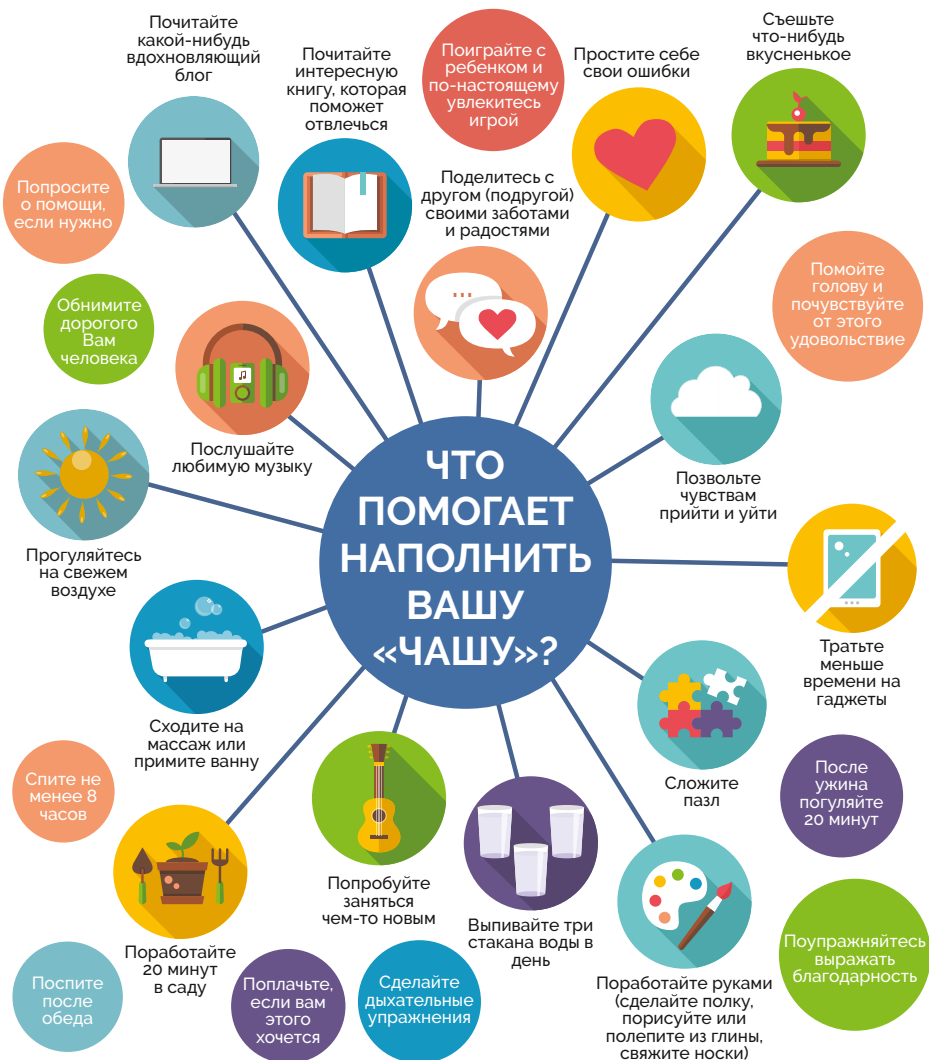 Почитайте
какой-нибудь
вдохновляющий
блог
Почитайте
интересную
книгу, которая
поможет
отвлечься
Поиграйте с
ребенком и
по-настоящему
увлекитесь
игрой
Простите себе
свои ошибки
Съешьте
что-нибудь
вкусненькое
Попросите
о помощи,
если нужно
Поделитесь с
другом (подругой)
своими заботами
и радостями
Помойте
голову и
почувствуйте
от этого
удовольствие
Обнимите
дорогого
Вам
человека
Послушайте
любимую музыку
Позвольте
чувствам
прийти и уйти
ЧТО
ПОМОГАЕТ
НАПОЛНИТЬ
ВАШУ
«ЧАШУ»?
Прогуляйтесь
на свежем
воздухе
Тратьте
меньше
времени на
гаджеты
Сходите на
массаж или
примите ванну
Сложите
пазл
Спите не
менее 8
часов
После
ужина
погуляйте
20 минут
Попробуйте
заняться
чем-то новым
Выпивайте три
стакана воды в
день
Поработайте
20 минут
в саду
Поработайте руками
(сделайте полку,
порисуйте или
полепите из глины,
свяжите носки)
Поупражняйтесь
выражать
благодарность
Поспите
после
обеда
Поплачьте,
если вам
этого
хочется
Сделайте
дыхательные
упражнения